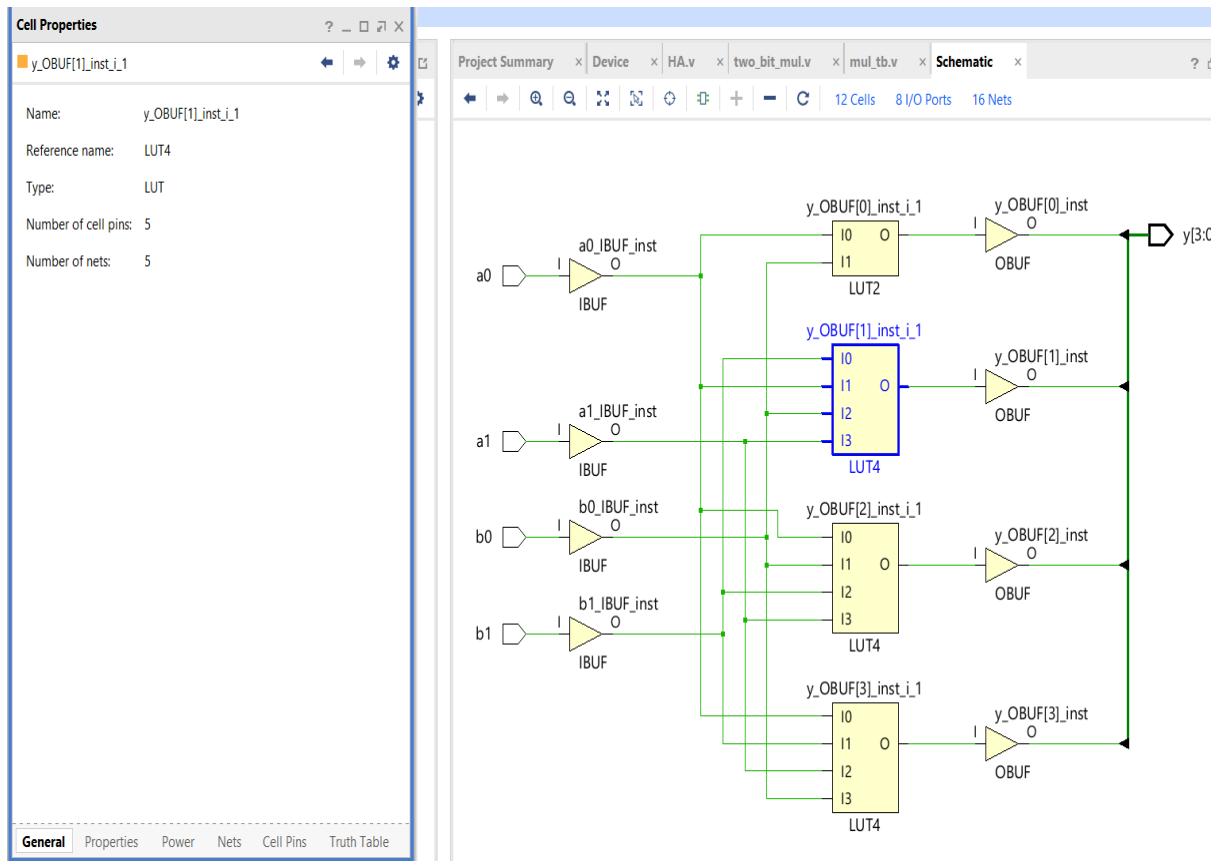 Cell Properties
y_OBUF[1]_inst_i_1
Name: y_OBUF[1]_inst_i_1
Reference name: LUT4
Type: LUT
Number of cell pins: 5
Number of nets: 5
General Properties Power Nets Cell Pins Truth Table
Project Summary Device HA.v two_bit_mul.v mul_tb.v Schematic
12 Cells 8 I/O Ports 16 Nets
a0
I
a0_IBUF_inst
O
IBUF
a1
I
a1_IBUF_inst
O
IBUF
b0
I
b0_IBUF_inst
O
IBUF
b1
I
b1_IBUF_inst
O
IBUF
y_OBUF[0]_inst_i_1
I0 O
I1
LUT2
y_OBUF[0]_inst
I O
OBUF
y_OBUF[1]_inst_i_1
I0
I1 O
I2
I3
LUT4
y_OBUF[1]_inst
I O
OBUF
y_OBUF[2]_inst_i_1
I0
I1 O
I2
I3
LUT4
y_OBUF[2]_inst
I O
OBUF
y_OBUF[3]_inst_i_1
I0
I1 O
I2
I3
LUT4
y_OBUF[3]_inst
I O
OBUF
y[3:0